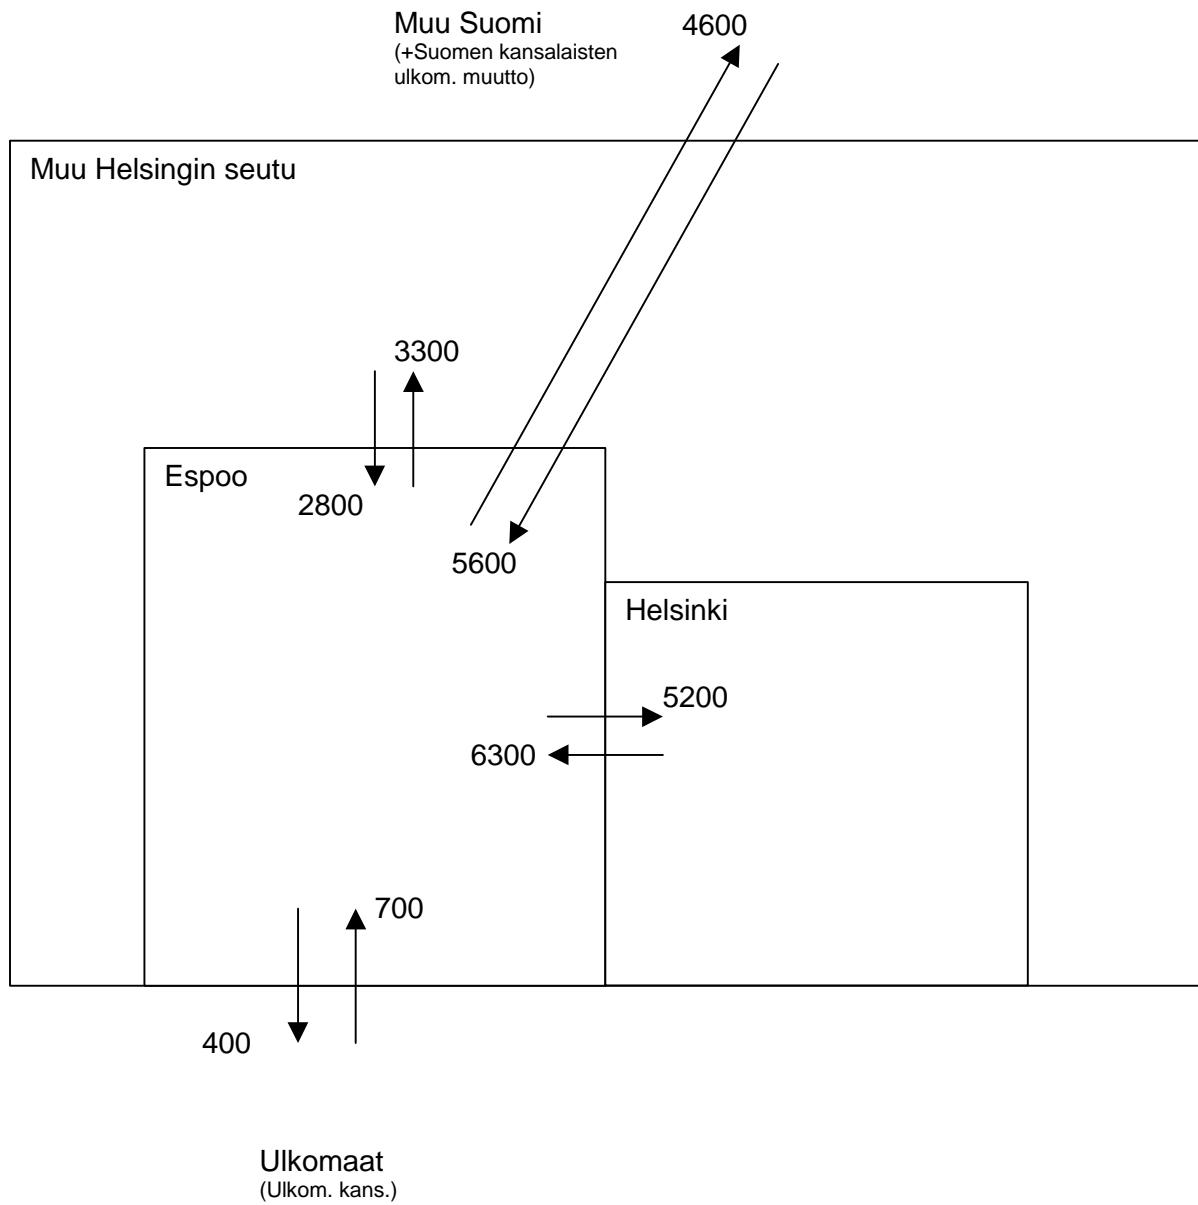 Muu Suomi
(+Suomen kansalaisten
ulkom. muutto)
4600
Muu Helsingin seutu
3300
Espoo
2800
5600
Helsinki
5200
6300
700
400
Ulkomaat
(Ulkom. kans.)